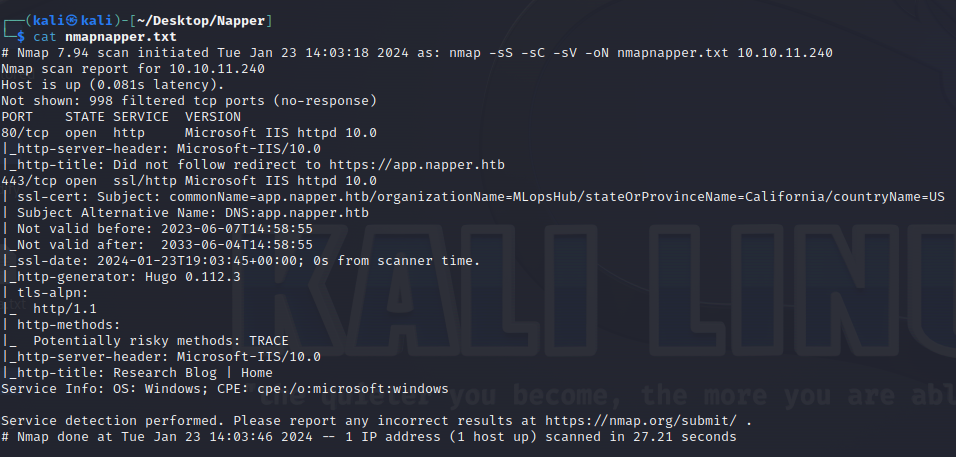 ┌──(kali㉿kali)-[~/Desktop/Napper]
└─$ cat nmapnapper.txt
# Nmap 7.94 scan initiated Tue Jan 23 14:03:18 2024 as: nmap -sS -sC -sV -oN nmapnapper.txt 10.10.11.240
Nmap scan report for 10.10.11.240
Host is up (0.081s latency).
Not shown: 998 filtered tcp ports (no-response)
PORT    STATE SERVICE  VERSION
80/tcp  open  http     Microsoft IIS httpd 10.0
|_http-server-header: Microsoft-IIS/10.0
|_http-title: Did not follow redirect to https://app.napper.htb
443/tcp open  ssl/http Microsoft IIS httpd 10.0
| ssl-cert: Subject: commonName=app.napper.htb/organizationName=MLopsHub/stateOrProvinceName=California/countryName=US
| Subject Alternative Name: DNS:app.napper.htb
| Not valid before: 2023-06-07T14:58:55
|_Not valid after:  2033-06-04T14:58:55
|_ssl-date: 2024-01-23T19:03:45+00:00; 0s from scanner time.
|_http-generator: Hugo 0.112.3
| tls-alpn:
|_  http/1.1
| http-methods:
|_  Potentially risky methods: TRACE
|_http-server-header: Microsoft-IIS/10.0
|_http-title: Research Blog | Home
Service Info: OS: Windows; CPE: cpe:/o:microsoft:windows
KALI LINU
"the quieter you become, the more you are abl
Service detection performed. Please report any incorrect results at https://nmap.org/submit/ .
# Nmap done at Tue Jan 23 14:03:46 2024 -- 1 IP address (1 host up) scanned in 27.21 seconds